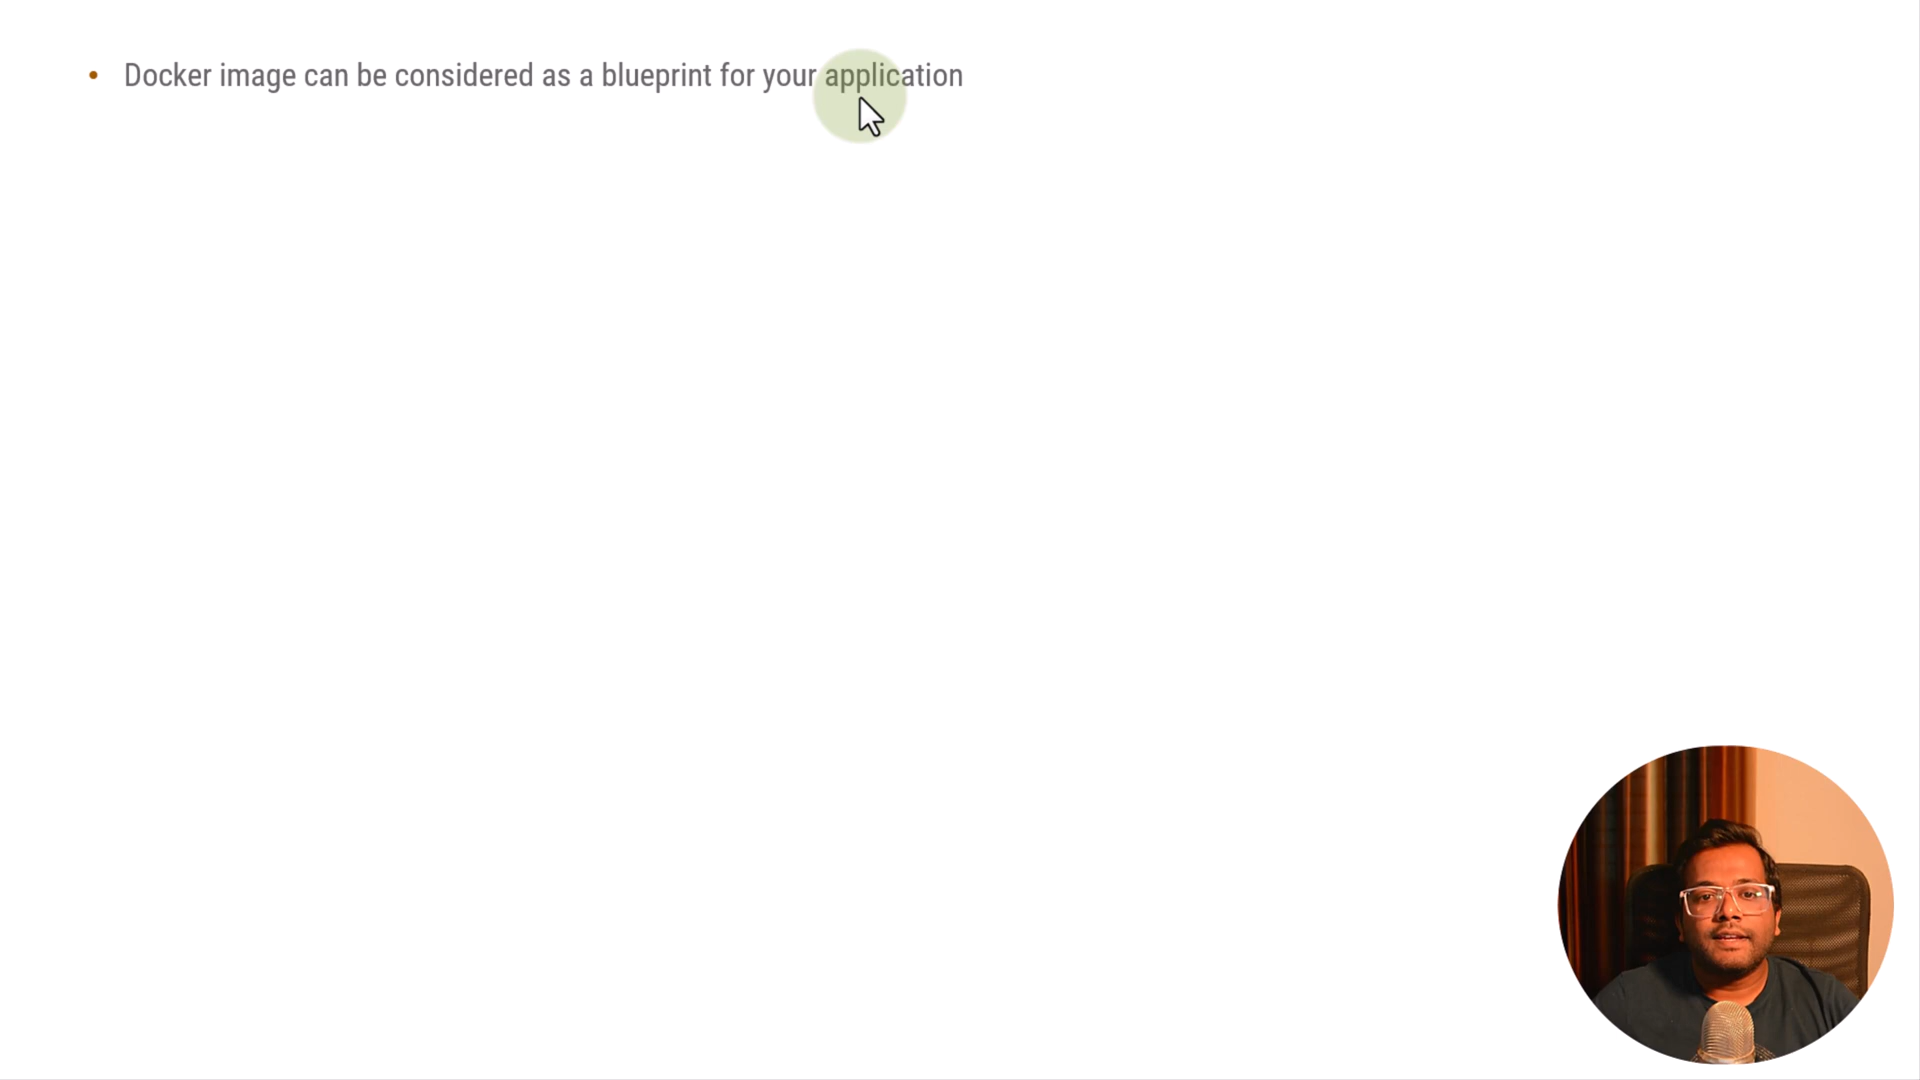 • Docker image can be considered as a blueprint for your application